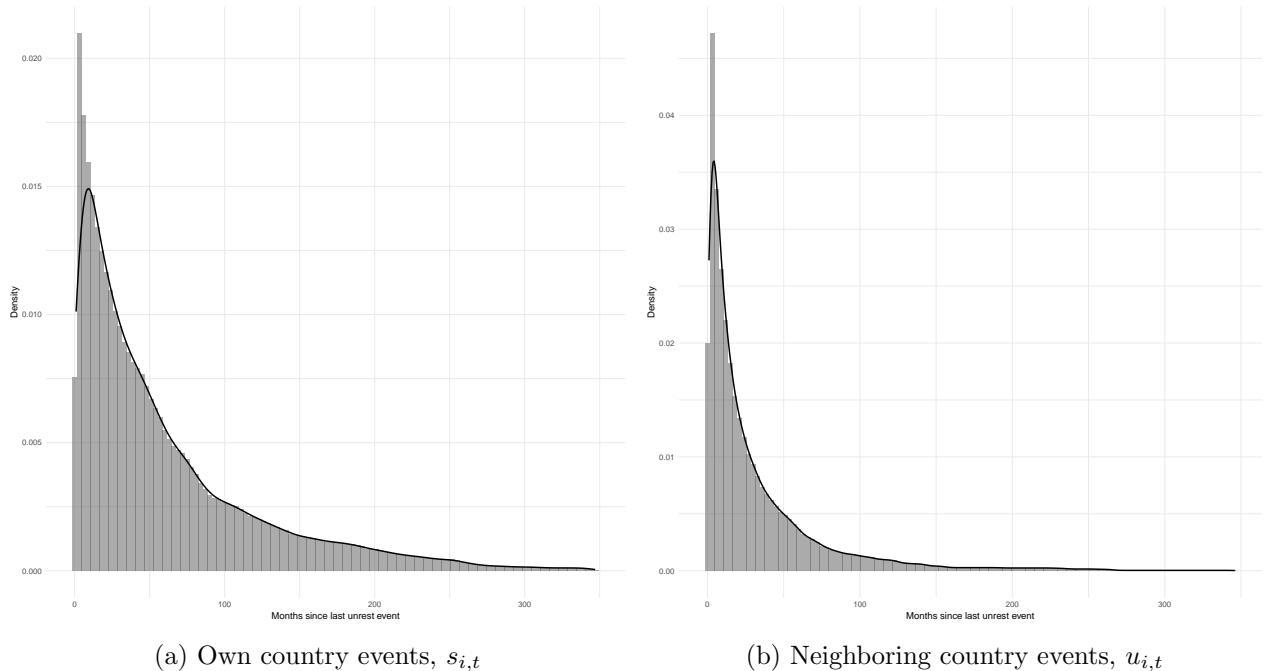 0.020
0.015
0.010
0.005
0.000
Density
0 100 200 300
Months since last unrest event
(a) Own country events, s_{i,t}
0.04
0.03
0.02
0.01
0.00
Density
0 100 200 300
Months since last unrest event
(b) Neighboring country events, u_{i,t}